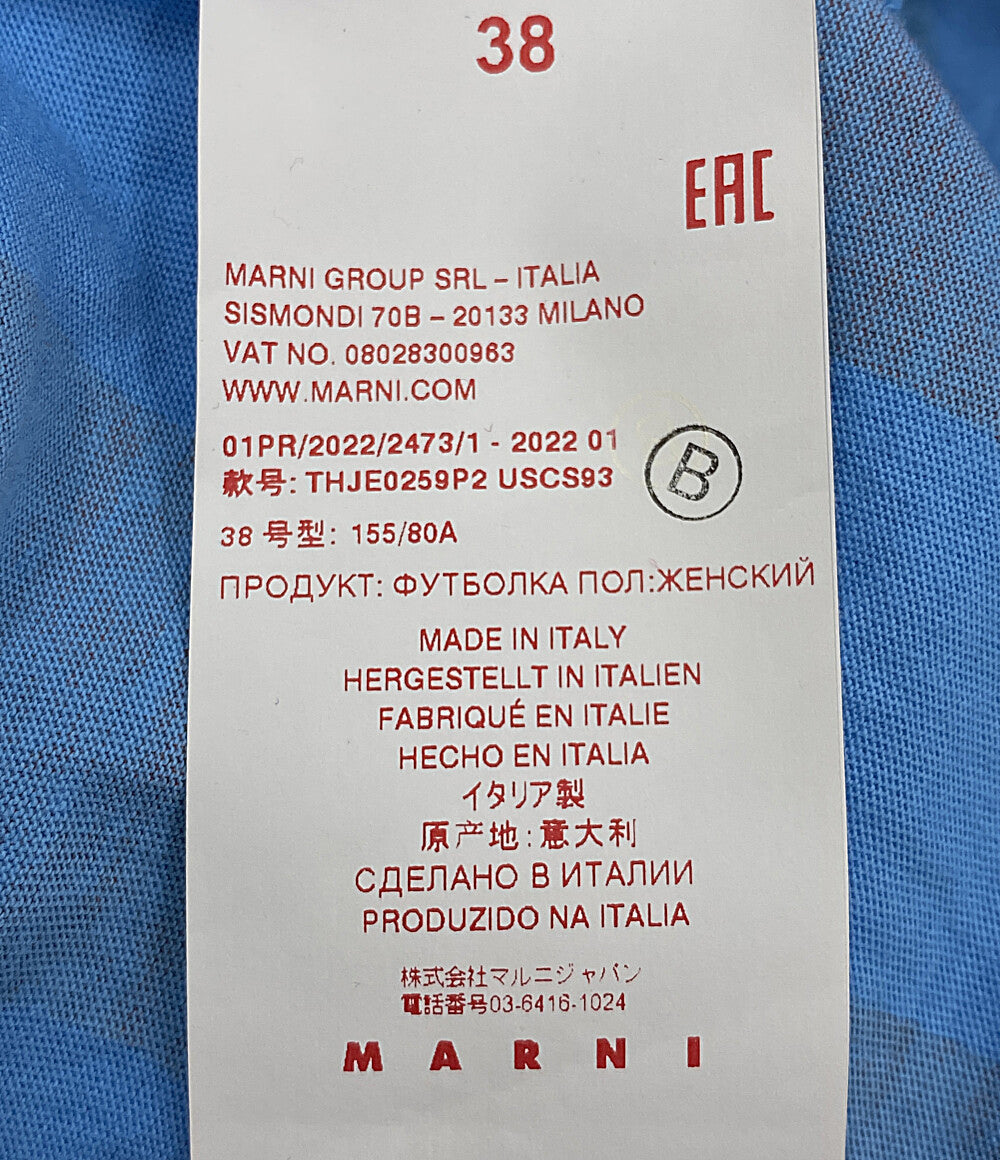 38
EAC
MARNI GROUP SRL – ITALIA
SISMONDI 70B – 20133 MILANO
VAT NO. 08028300963
WWW.MARNI.COM
01PR/2022/2473/1 - 2022 01
款号: THJE0259P2 USCS93
B
38 号型: 155/80A
ПРОДУКТ: ФУТБОЛКА ПОЛ:ЖЕНСКИЙ
MADE IN ITALY
HERGESTELLT IN ITALIEN
FABRIQUÉ EN ITALIE
HECHO EN ITALIA
イタリア製
原产地:意大利
СДЕЛАНО В ИТАЛИИ
PRODUZIDO NA ITALIA
株式会社マルニジャパン
電話番号03-6416-1024
MARNI